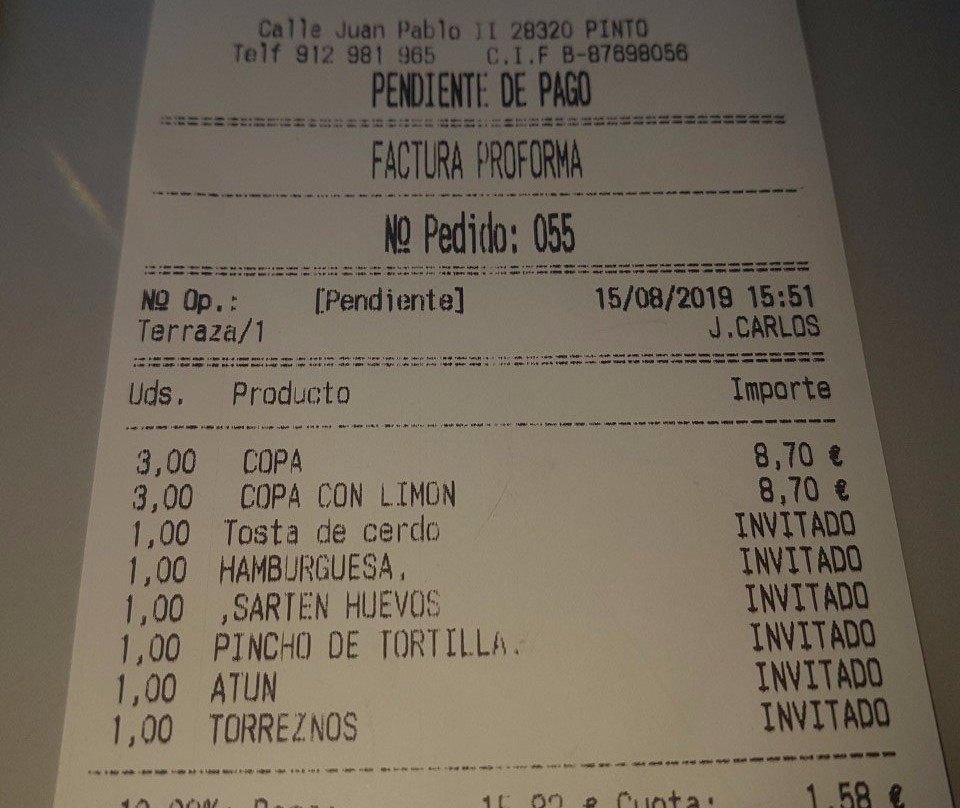 Calle Juan Pablo II 28320 PINTO
Telf 912 981 965 C.I.F B-87698056
PENDIENTE DE PAGO
FACTURA PROFORMA
Nº Pedido: 055
Nº Op.: [Pendiente] 15/08/2019 15:51
Terraza/1 J.CARLOS
Uds. Producto Importe
3,00 COPA 8,70 €
3,00 COPA CON LIMON 8,70 €
1,00 Tosta de cerdo INVITADO
1,00 HAMBURGUESA. INVITADO
1,00 ,SARTEN HUEVOS INVITADO
1,00 PINCHO DE TORTILLA. INVITADO
1,00 ATUN INVITADO
1,00 TORREZNOS INVITADO
€ Cuota: 1,58 €